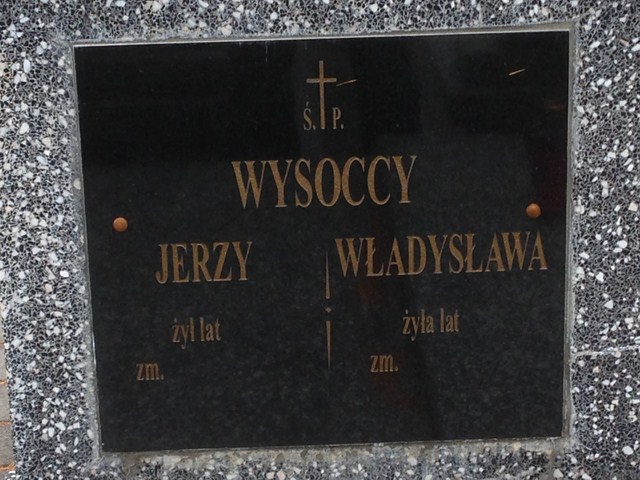 Ś. P.
WYSOCCY
JERZY WŁADYSŁAWA
żył lat żyła lat
zm. zm.